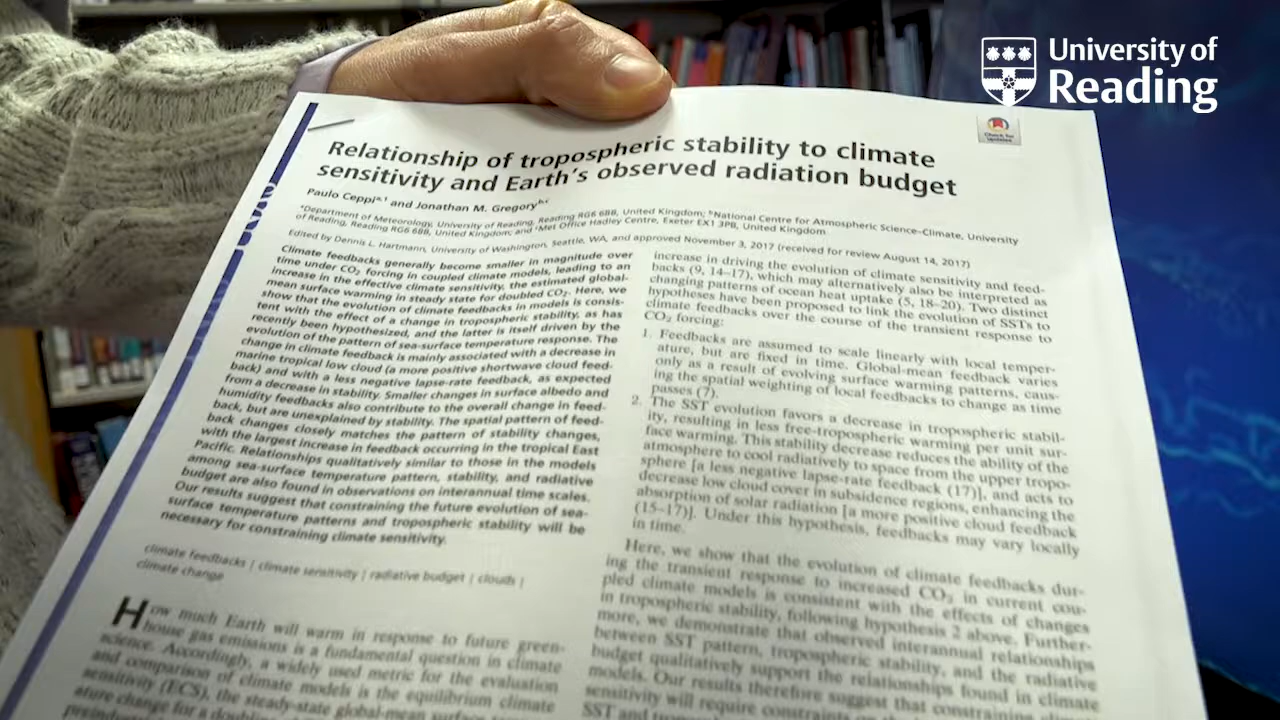 University of
Reading
Check for
updates
Relationship of tropospheric stability to climate
sensitivity and Earth's observed radiation budget
Paulo Ceppiᵃ,¹ and Jonathan M. Gregoryᵇ,ᶜ
ᵃDepartment of Meteorology, University of Reading, Reading RG6 6BB, United Kingdom; ᵇNational Centre for Atmospheric Science–Climate, University
of Reading, Reading RG6 6BB, United Kingdom; and ᶜMet Office Hadley Centre, Exeter EX1 3PB, United Kingdom
Edited by Dennis L. Hartmann, University of Washington, Seattle, WA, and approved November 3, 2017 (received for review August 14, 2017)
Climate feedbacks generally become smaller in magnitude over
time under CO₂ forcing in coupled climate models, leading to an
increase in the effective climate sensitivity, the estimated global-
mean surface warming in steady state for doubled CO₂. Here, we
show that the evolution of climate feedbacks in models is consis-
tent with the effect of a change in tropospheric stability, as has
recently been hypothesized, and the latter is itself driven by the
evolution of the pattern of sea-surface temperature response. The
change in climate feedback is mainly associated with a decrease in
marine tropical low cloud (a more positive shortwave cloud feed-
back) and with a less negative lapse-rate feedback, as expected
from a decrease in stability. Smaller changes in surface albedo and
humidity feedbacks also contribute to the overall change in feed-
back, but are unexplained by stability. The spatial pattern of feed-
back changes closely matches the pattern of stability changes,
with the largest increase in feedback occurring in the tropical East
Pacific. Relationships qualitatively similar to those in the models
among sea-surface temperature pattern, stability, and radiative
budget are also found in observations on interannual time scales.
Our results suggest that constraining the future evolution of sea-
surface temperature patterns and tropospheric stability will be
necessary for constraining climate sensitivity.
climate feedbacks | climate sensitivity | radiative budget | clouds |
climate change
How much Earth will warm in response to future green-
house gas emissions is a fundamental question in climate
science. Accordingly, a widely used metric for the evaluation
and comparison of climate models is the equilibrium climate
sensitivity (ECS), the steady-state global-mean surface
ature change for a
increase in driving the evolution of climate sensitivity and feed-
backs (9, 14–17), which may alternatively also be interpreted as
changing patterns of ocean heat uptake (5, 18–20). Two distinct
hypotheses have been proposed to link the evolution of SSTs to
climate feedbacks over the course of the transient response to
CO₂ forcing:
1. Feedbacks are assumed to scale linearly with local temper-
ature, but are fixed in time. Global-mean feedback varies
only as a result of evolving surface warming patterns, caus-
ing the spatial weighting of local feedbacks to change as time
passes (7).
2. The SST evolution favors a decrease in tropospheric stabil-
ity, resulting in less free-tropospheric warming per unit sur-
face warming. This stability decrease reduces the ability of the
atmosphere to cool radiatively to space from the upper tropo-
sphere [a less negative lapse-rate feedback (17)], and acts to
decrease low cloud cover in subsidence regions, enhancing the
absorption of solar radiation [a more positive cloud feedback
(15–17)]. Under this hypothesis, feedbacks may vary locally
in time.
Here, we show that the evolution of climate feedbacks dur-
ing the transient response to increased CO₂ in current cou-
pled climate models is consistent with the effects of changes
in tropospheric stability, following hypothesis 2 above. Further-
more, we demonstrate that observed interannual relationships
between SST pattern, tropospheric stability, and the radiative
budget qualitatively support the relationships found in climate
models. Our results therefore suggest that constraining climate
sensitivity will require constraints on
SST and